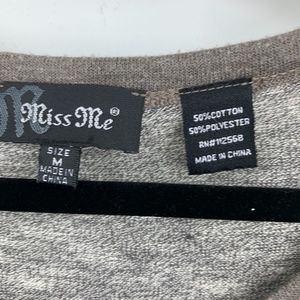 Miss Me®
SIZE
M
MADE IN
CHINA
50%COTTON
50%POLYESTER
RN#112568
MADE IN CHINA